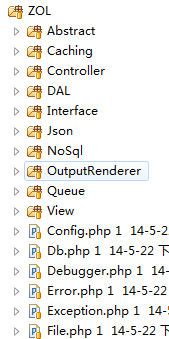 ZOL
Abstract
Caching
Controller
DAL
Interface
Json
NoSql
OutputRenderer
Queue
View
Config.php 1 14-5-22
Db.php 1 14-5-22 下
Debugger.php 1 14-5-
Error.php 1 14-5-22
Exception.php 1 14-5
File.php 1 14-5-22 下